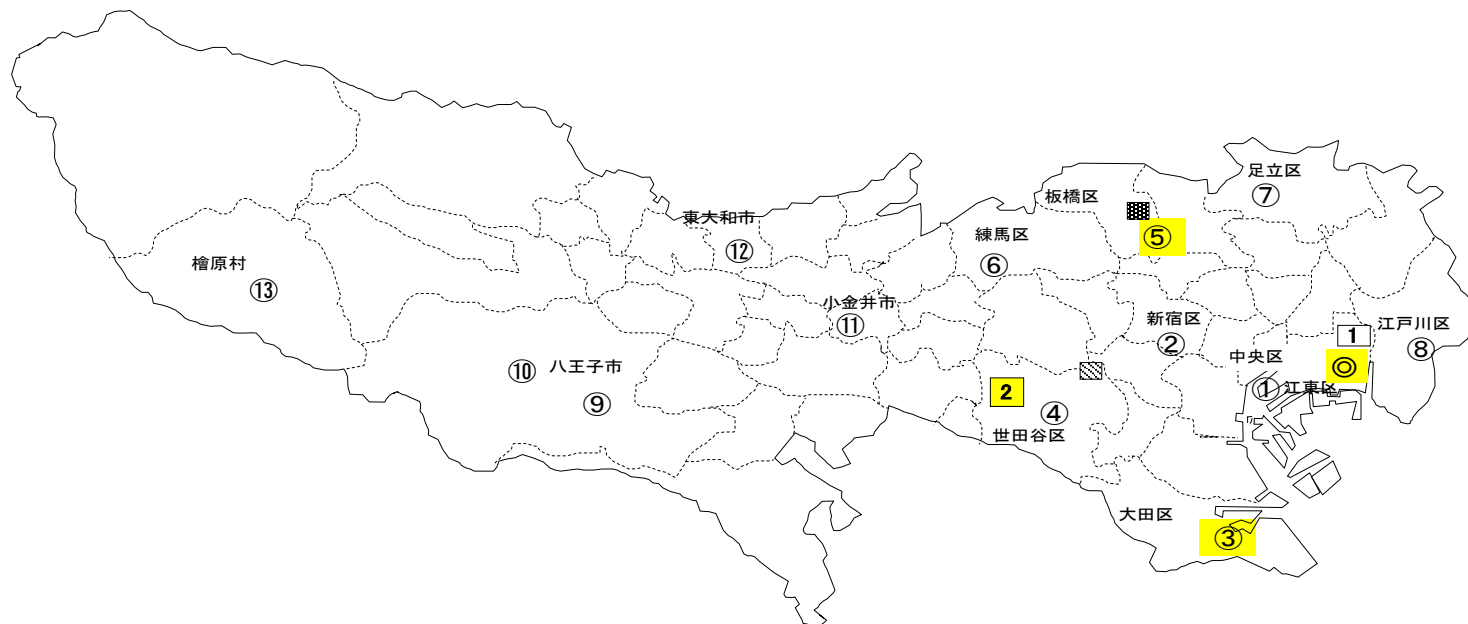 足立区
⑦
板橋区
⑤
東大和市
⑫
練馬区
⑥
檜原村
⑬
小金井市
⑪
新宿区
②
江戸川区
⑧
1
中央区
①
江東区
◎
⑩
八王子市
⑨
2
④
世田谷区
大田区
③